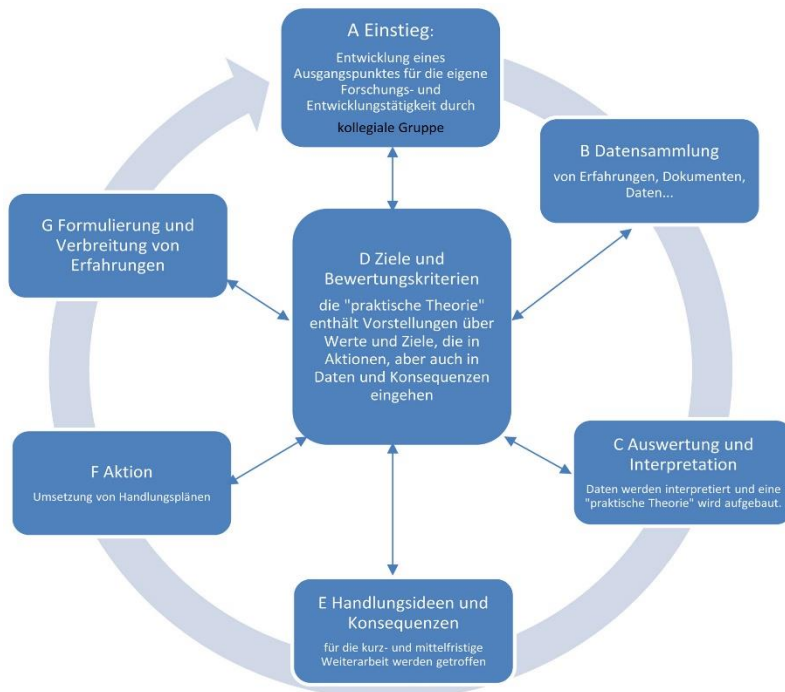 A Einstieg:
Entwicklung eines
Ausgangspunktes für die eigene
Forschungs- und
Entwicklungstätigkeit durch
kollegiale Gruppe
B Datensammlung
von Erfahrungen, Dokumenten,
Daten...
C Auswertung und
Interpretation
Daten werden interpretiert und eine
"praktische Theorie" wird aufgebaut.
D Ziele und
Bewertungskriterien
die "praktische Theorie"
enthält Vorstellungen über
Werte und Ziele, die in
Aktionen, aber auch in
Daten und Konsequenzen
eingehen
E Handlungsideen und
Konsequenzen
für die kurz- und mittelfristige
Weiterarbeit werden getroffen
F Aktion
Umsetzung von Handlungsplänen
G Formulierung und
Verbreitung von
Erfahrungen